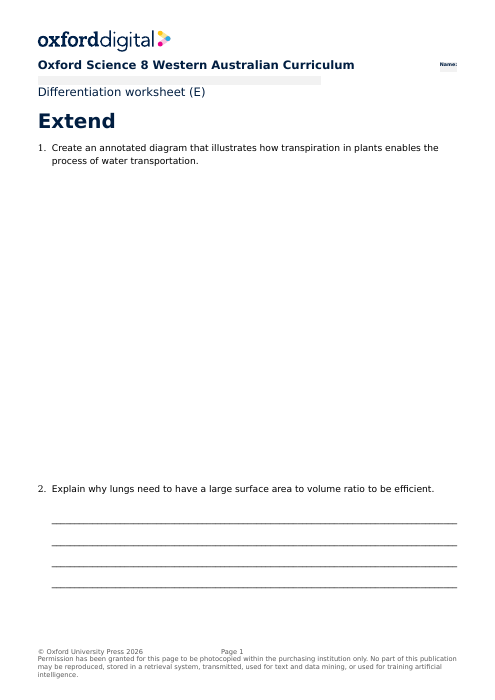 oxforddigital
Oxford Science 8 Western Australian Curriculum
Name:
Differentiation worksheet (E)
Extend
1. Create an annotated diagram that illustrates how transpiration in plants enables the
process of water transportation.
2. Explain why lungs need to have a large surface area to volume ratio to be efficient.
© Oxford University Press 2026 Page 1
Permission has been granted for this page to be photocopied within the purchasing institution only. No part of this publication
may be reproduced, stored in a retrieval system, transmitted, used for text and data mining, or used for training artificial
intelligence.